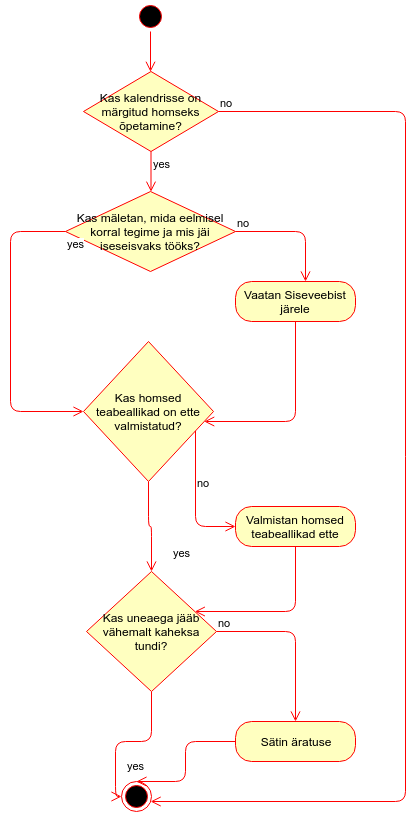 Kas kalendrisse on
märgitud homseks
õpetamine?
no
yes
Kas mäletan, mida eelmisel
korral tegime ja mis jäi
iseseisvaks tööks?
no
yes
Vaatan Siseveebist
järele
Kas homsed
teabeallikad on ette
valmistatud?
no
Valmistan homsed
teabeallikad ette
yes
Kas uneaega jääb
vähemalt kaheksa
tundi?
no
Sätin äratuse
yes